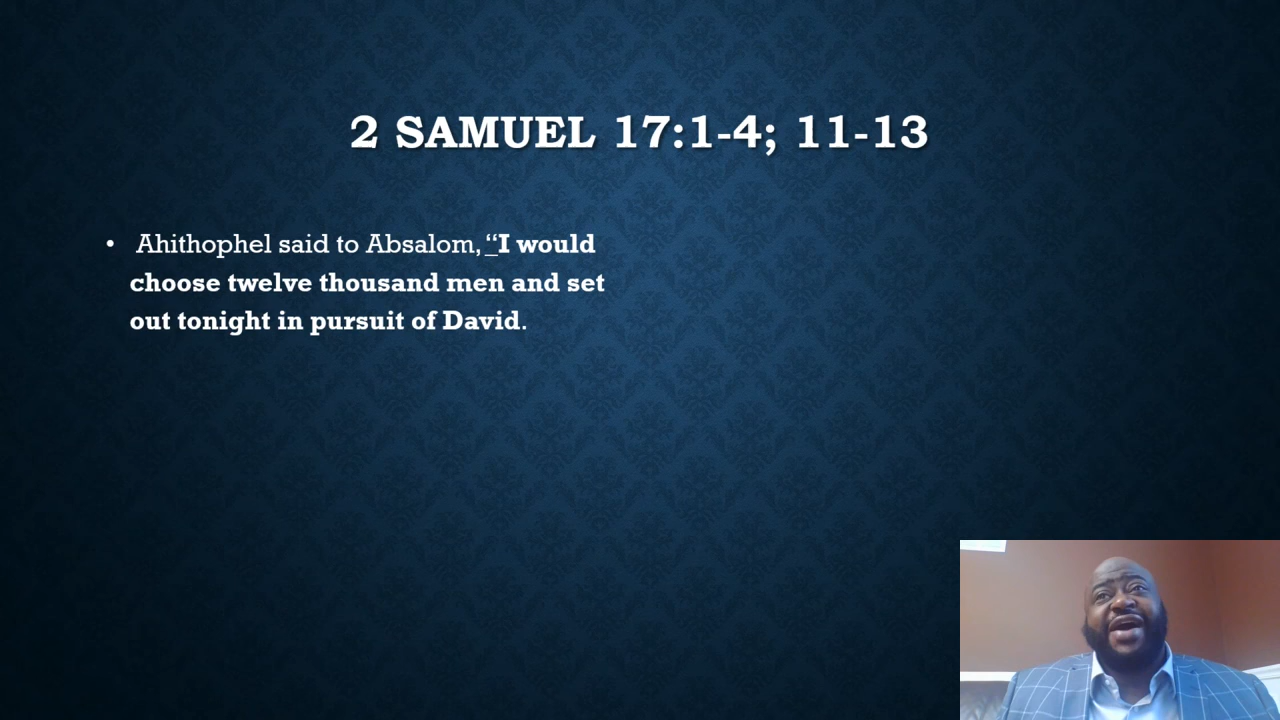 2 SAMUEL 17:1-4; 11-13
• Ahithophel said to Absalom, “I would
choose twelve thousand men and set
out tonight in pursuit of David.